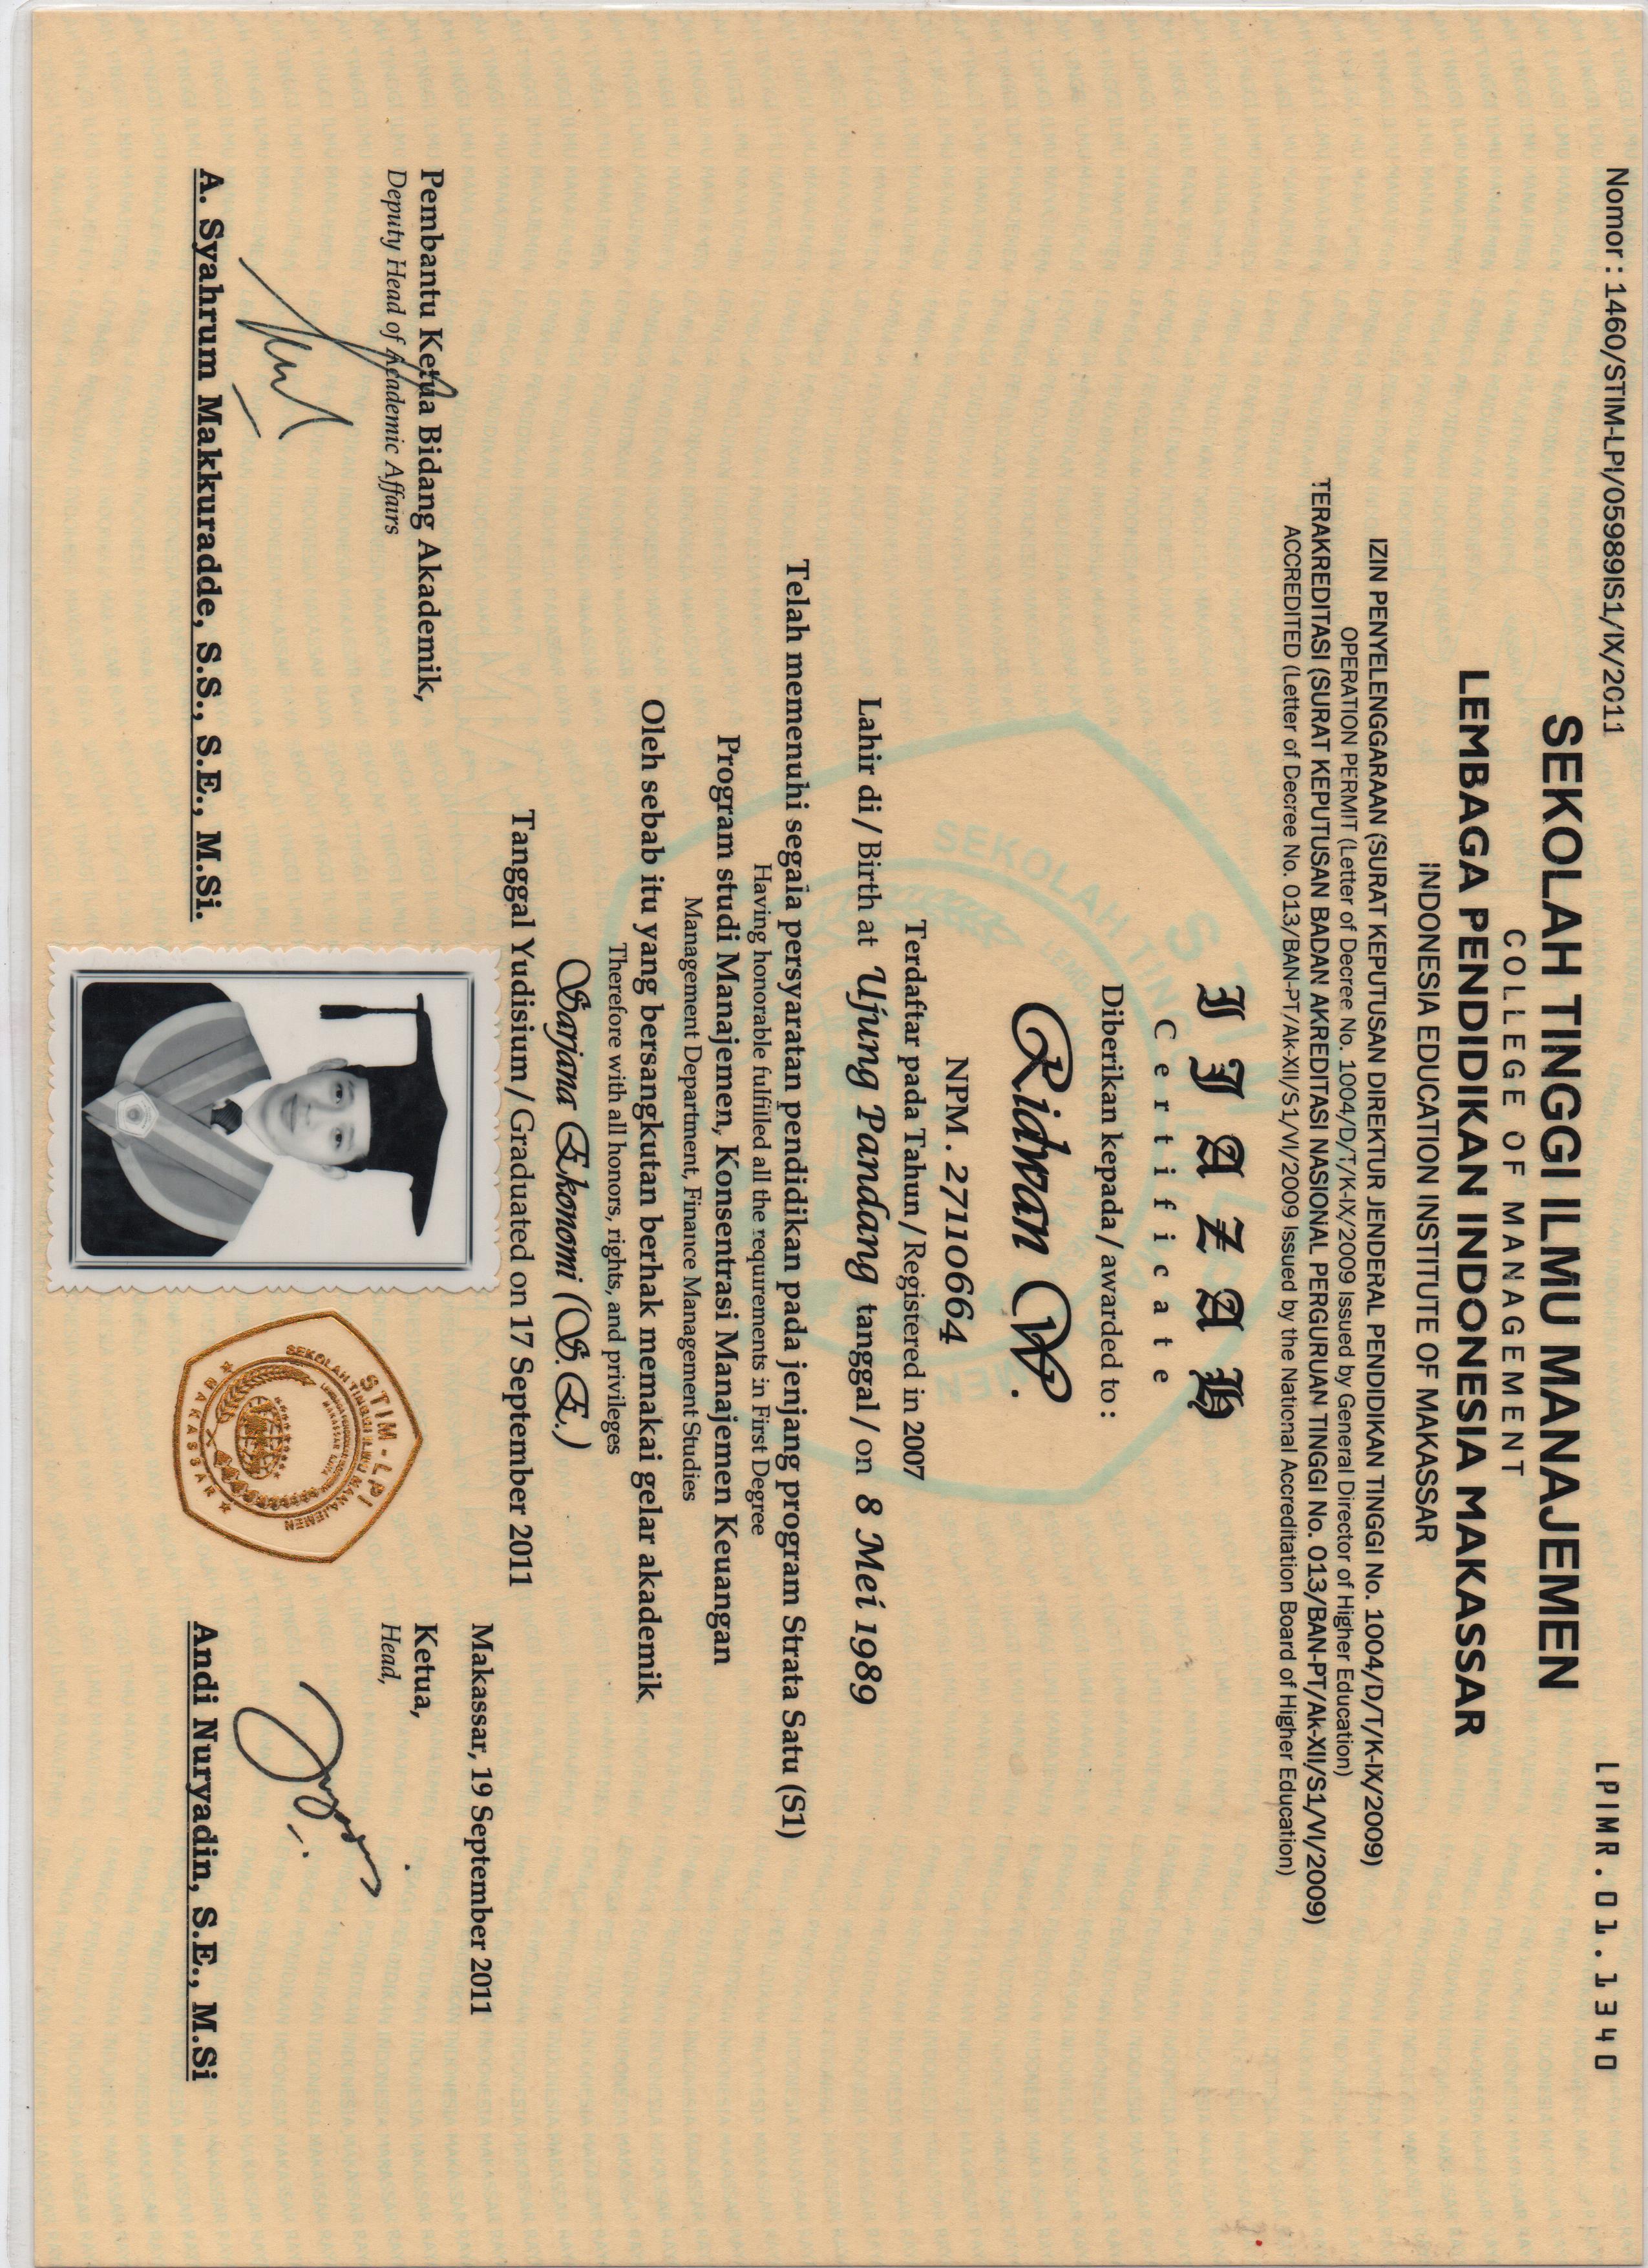 Nomor : 1460/STIM-LPI/05989IS1/IX/2011
LPIMR.01.1340
SEKOLAH TINGGI ILMU MANAJEMEN
COLLEGE OF MANAGEMENT
LEMBAGA PENDIDIKAN INDONESIA MAKASSAR
INDONESIA EDUCATION INSTITUTE OF MAKASSAR
IZIN PENYELENGGARAAN (SURAT KEPUTUSAN DIREKTUR JENDERAL PENDIDIKAN TINGGI No. 1004/D/T/K-IX/2009)
OPERATION PERMIT (Letter of Decree No. 1004/D/T/K-IX/2009 Issued by General Director of Higher Education)
TERAKREDITASI (SURAT KEPUTUSAN BADAN AKREDITASI NASIONAL PERGURUAN TINGGI No. 013/BAN-PT/Ak-XII/S1/VI/2009)
ACCREDITED (Letter of Decree No. 013/BAN-PT/Ak-XII/S1/VI/2009 Issued by the National Accreditation Board of Higher Education)
IJAZAH
Certificate
Diberikan kepada / awarded to :
Ridwan W.
NPM . 27110664
Terdaftar pada Tahun / Registered in 2007
Lahir di / Birth at Ujung Pandang tanggal / on 8 Mei 1989
Telah memenuhi segala persyaratan pendidikan pada jenjang program Strata Satu (S1)
Having honorable fulfilled all the requirements in First Degree
Program studi Manajemen, Konsentrasi Manajemen Keuangan
Management Department, Finance Management Studies
Oleh sebab itu yang bersangkutan berhak memakai gelar akademik
Therefore with all honors, rights, and privileges
Sarjana Ekonomi (S.E.)
Tanggal Yudisium / Graduated on 17 September 2011
Makassar, 19 September 2011
Pembantu Ketua Bidang Akademik,
Deputy Head of Academic Affairs
Ketua,
Head,
STIM-LPI
SEKOLAH TINGGI ILMU MANAJEMEN
LEMBAGA PENDIDIKAN INDONESIA
MAKASSAR RAYA
MAKASSAR
A. Syahrum Makkuradde, S.S., S.E., M.Si.
Andi Nuryadin, S.E., M.Si